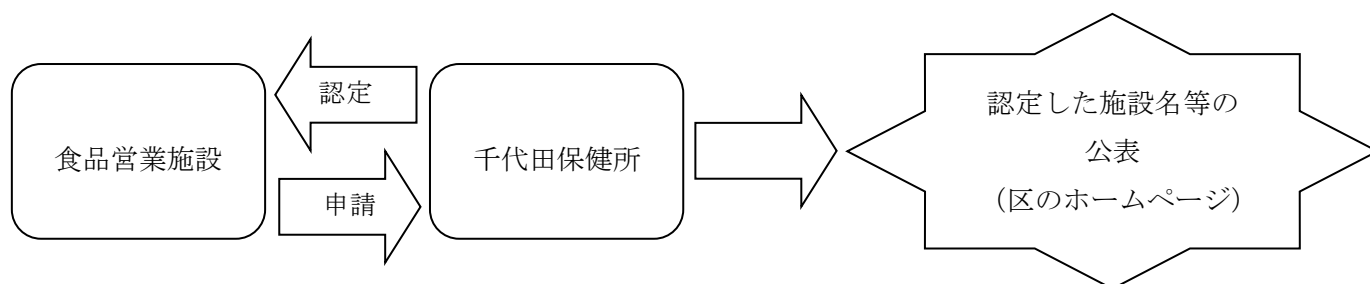 食品営業施設
認定
申請
千代田保健所
認定した施設名等の
公表
（区のホームページ）